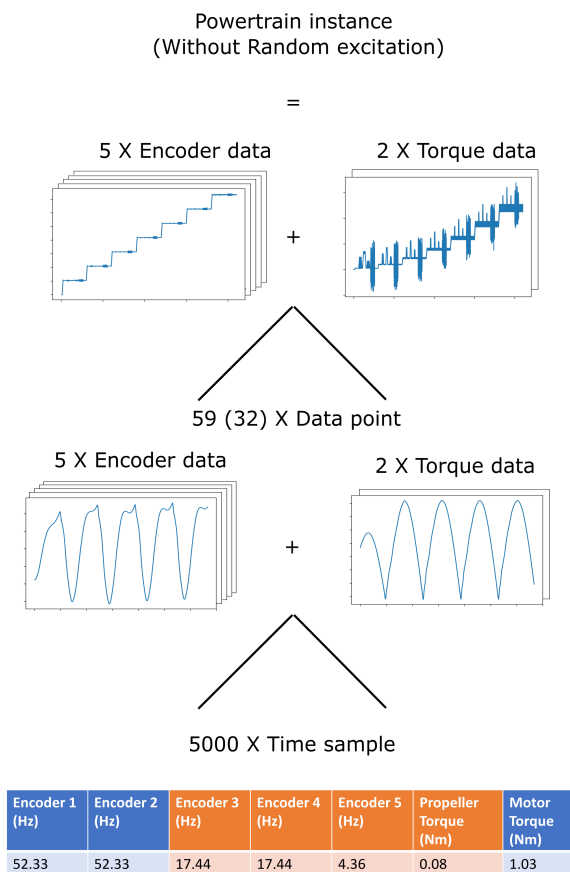 Powertrain instance
(Without Random excitation)
=
5 X Encoder data
2 X Torque data
+
59 (32) X Data point
5 X Encoder data
2 X Torque data
+
5000 X Time sample
Encoder 1 (Hz)
Encoder 2 (Hz)
Encoder 3 (Hz)
Encoder 4 (Hz)
Encoder 5 (Hz)
Propeller Torque (Nm)
Motor Torque (Nm)
52.33 52.33 17.44 17.44 4.36 0.08 1.03